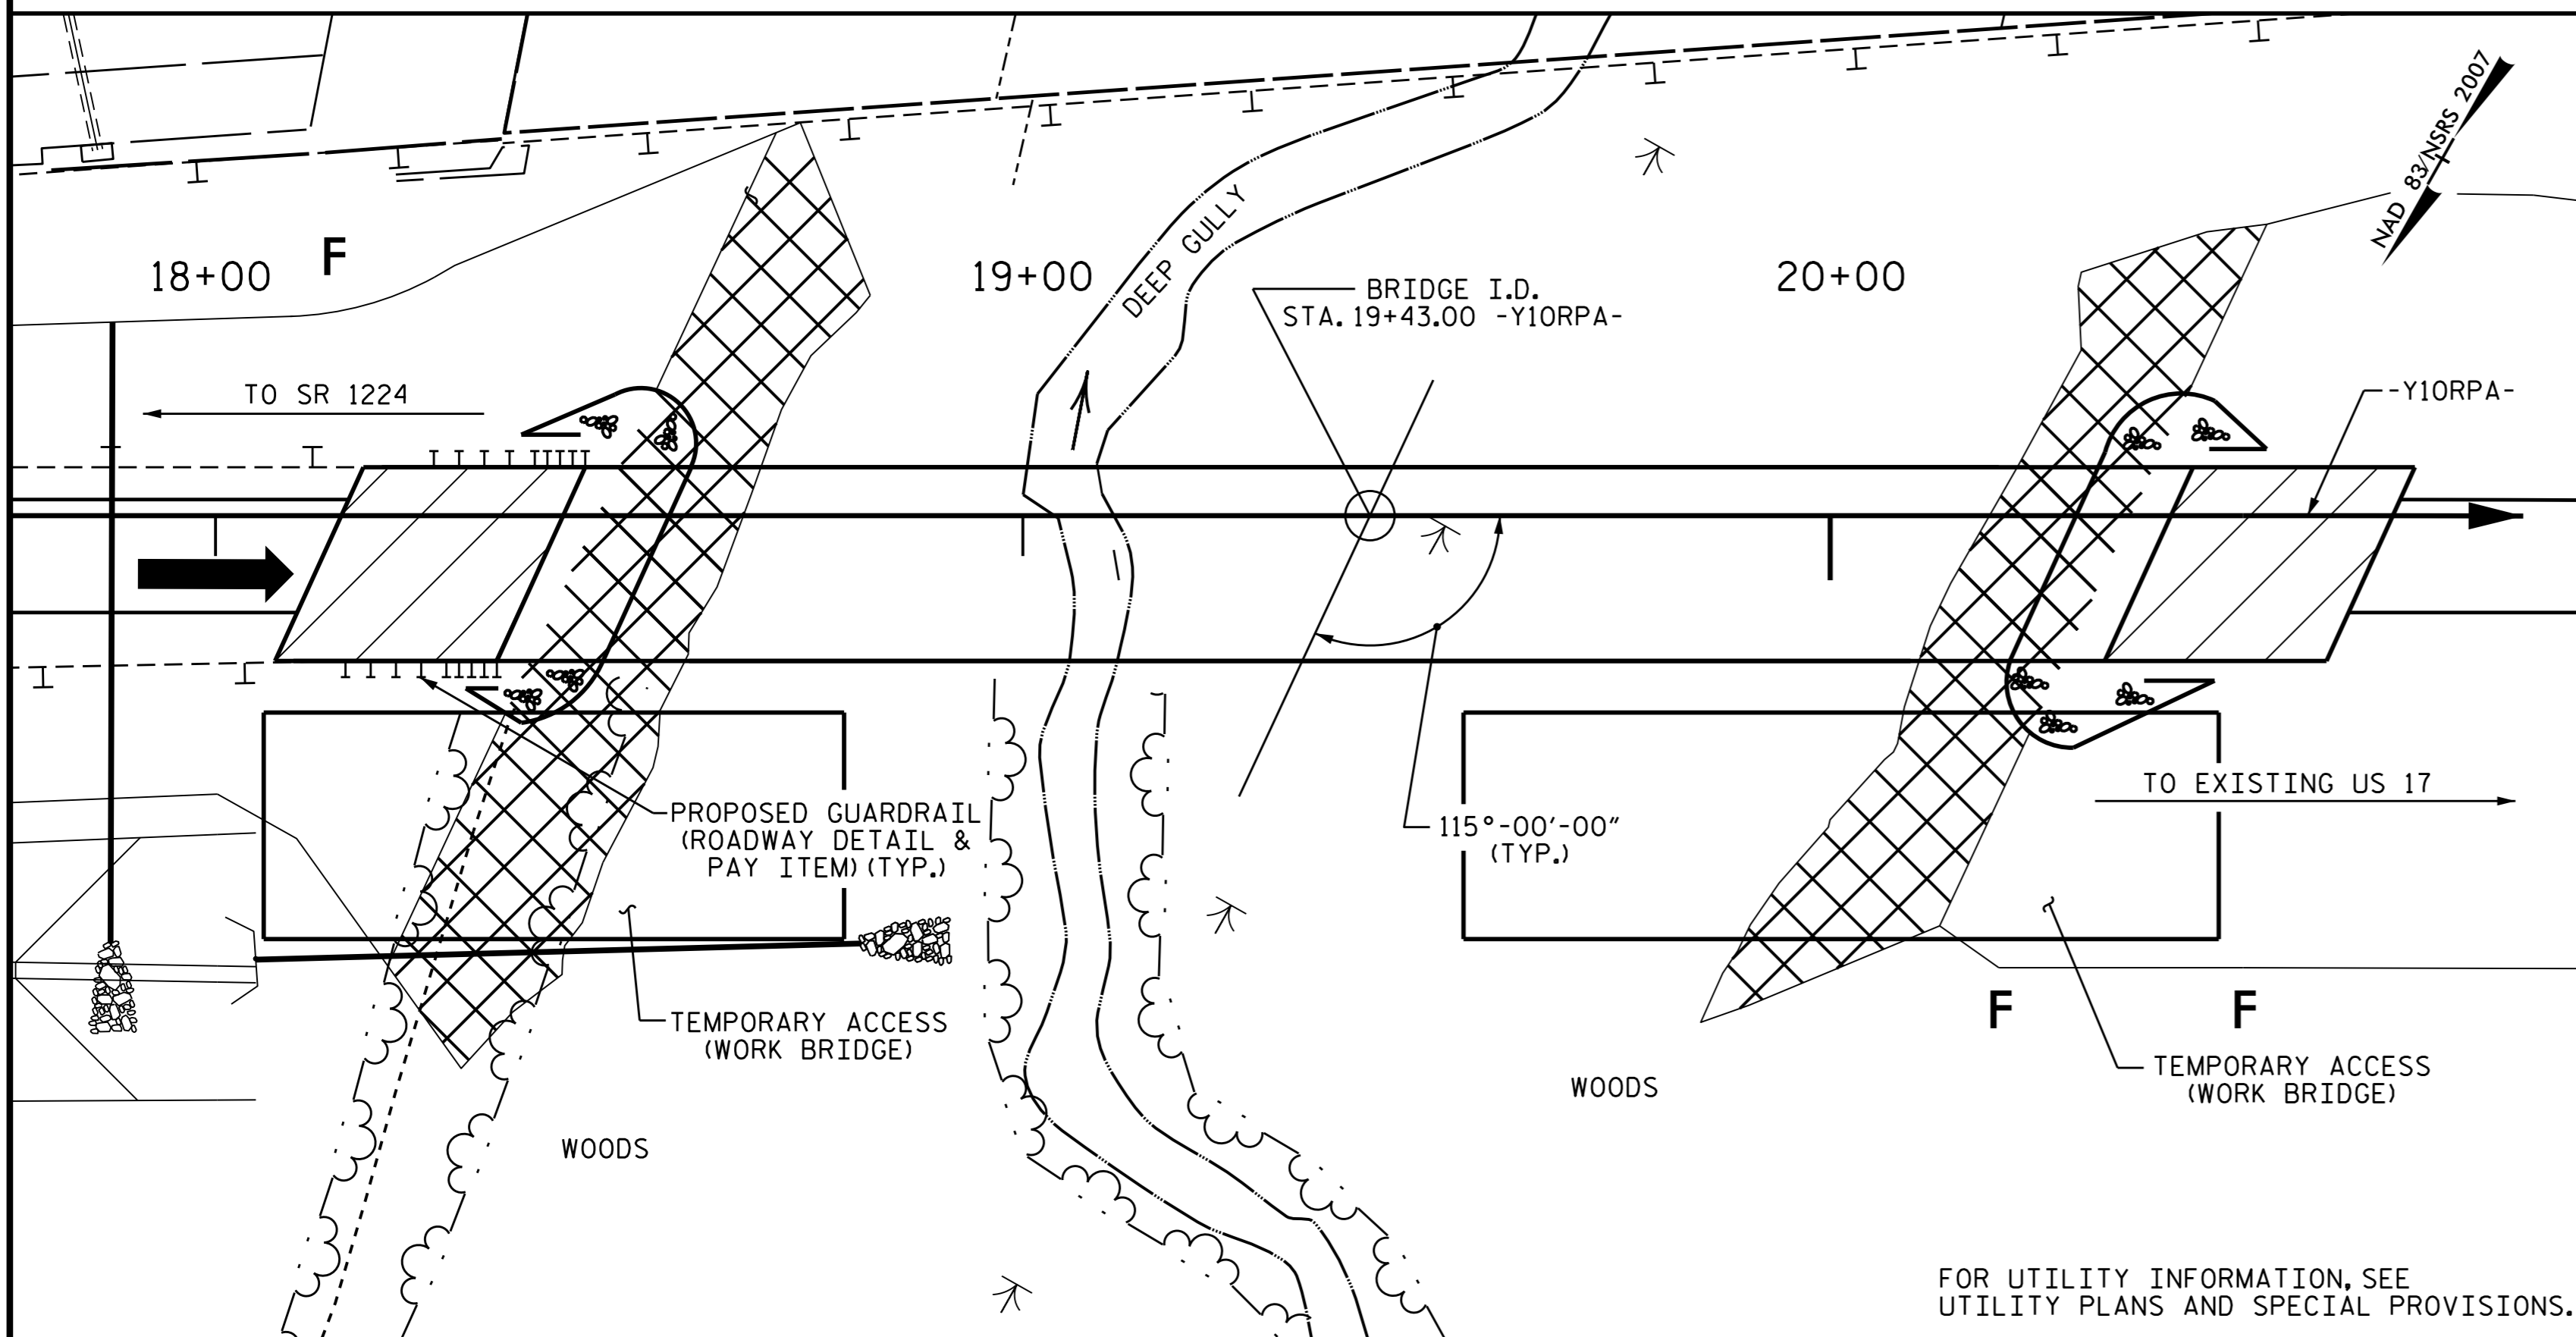 NAD 83/NSRS 2007
18+00
F
19+00
DEEP GULLY
20+00
BRIDGE I.D.
STA. 19+43.00 -Y10RPA-
TO SR 1224
-Y10RPA-
PROPOSED GUARDRAIL
(ROADWAY DETAIL &
PAY ITEM) (TYP.)
115°-00'-00"
(TYP.)
TO EXISTING US 17
TEMPORARY ACCESS
(WORK BRIDGE)
F
F
TEMPORARY ACCESS
(WORK BRIDGE)
WOODS
WOODS
FOR UTILITY INFORMATION, SEE
UTILITY PLANS AND SPECIAL PROVISIONS.